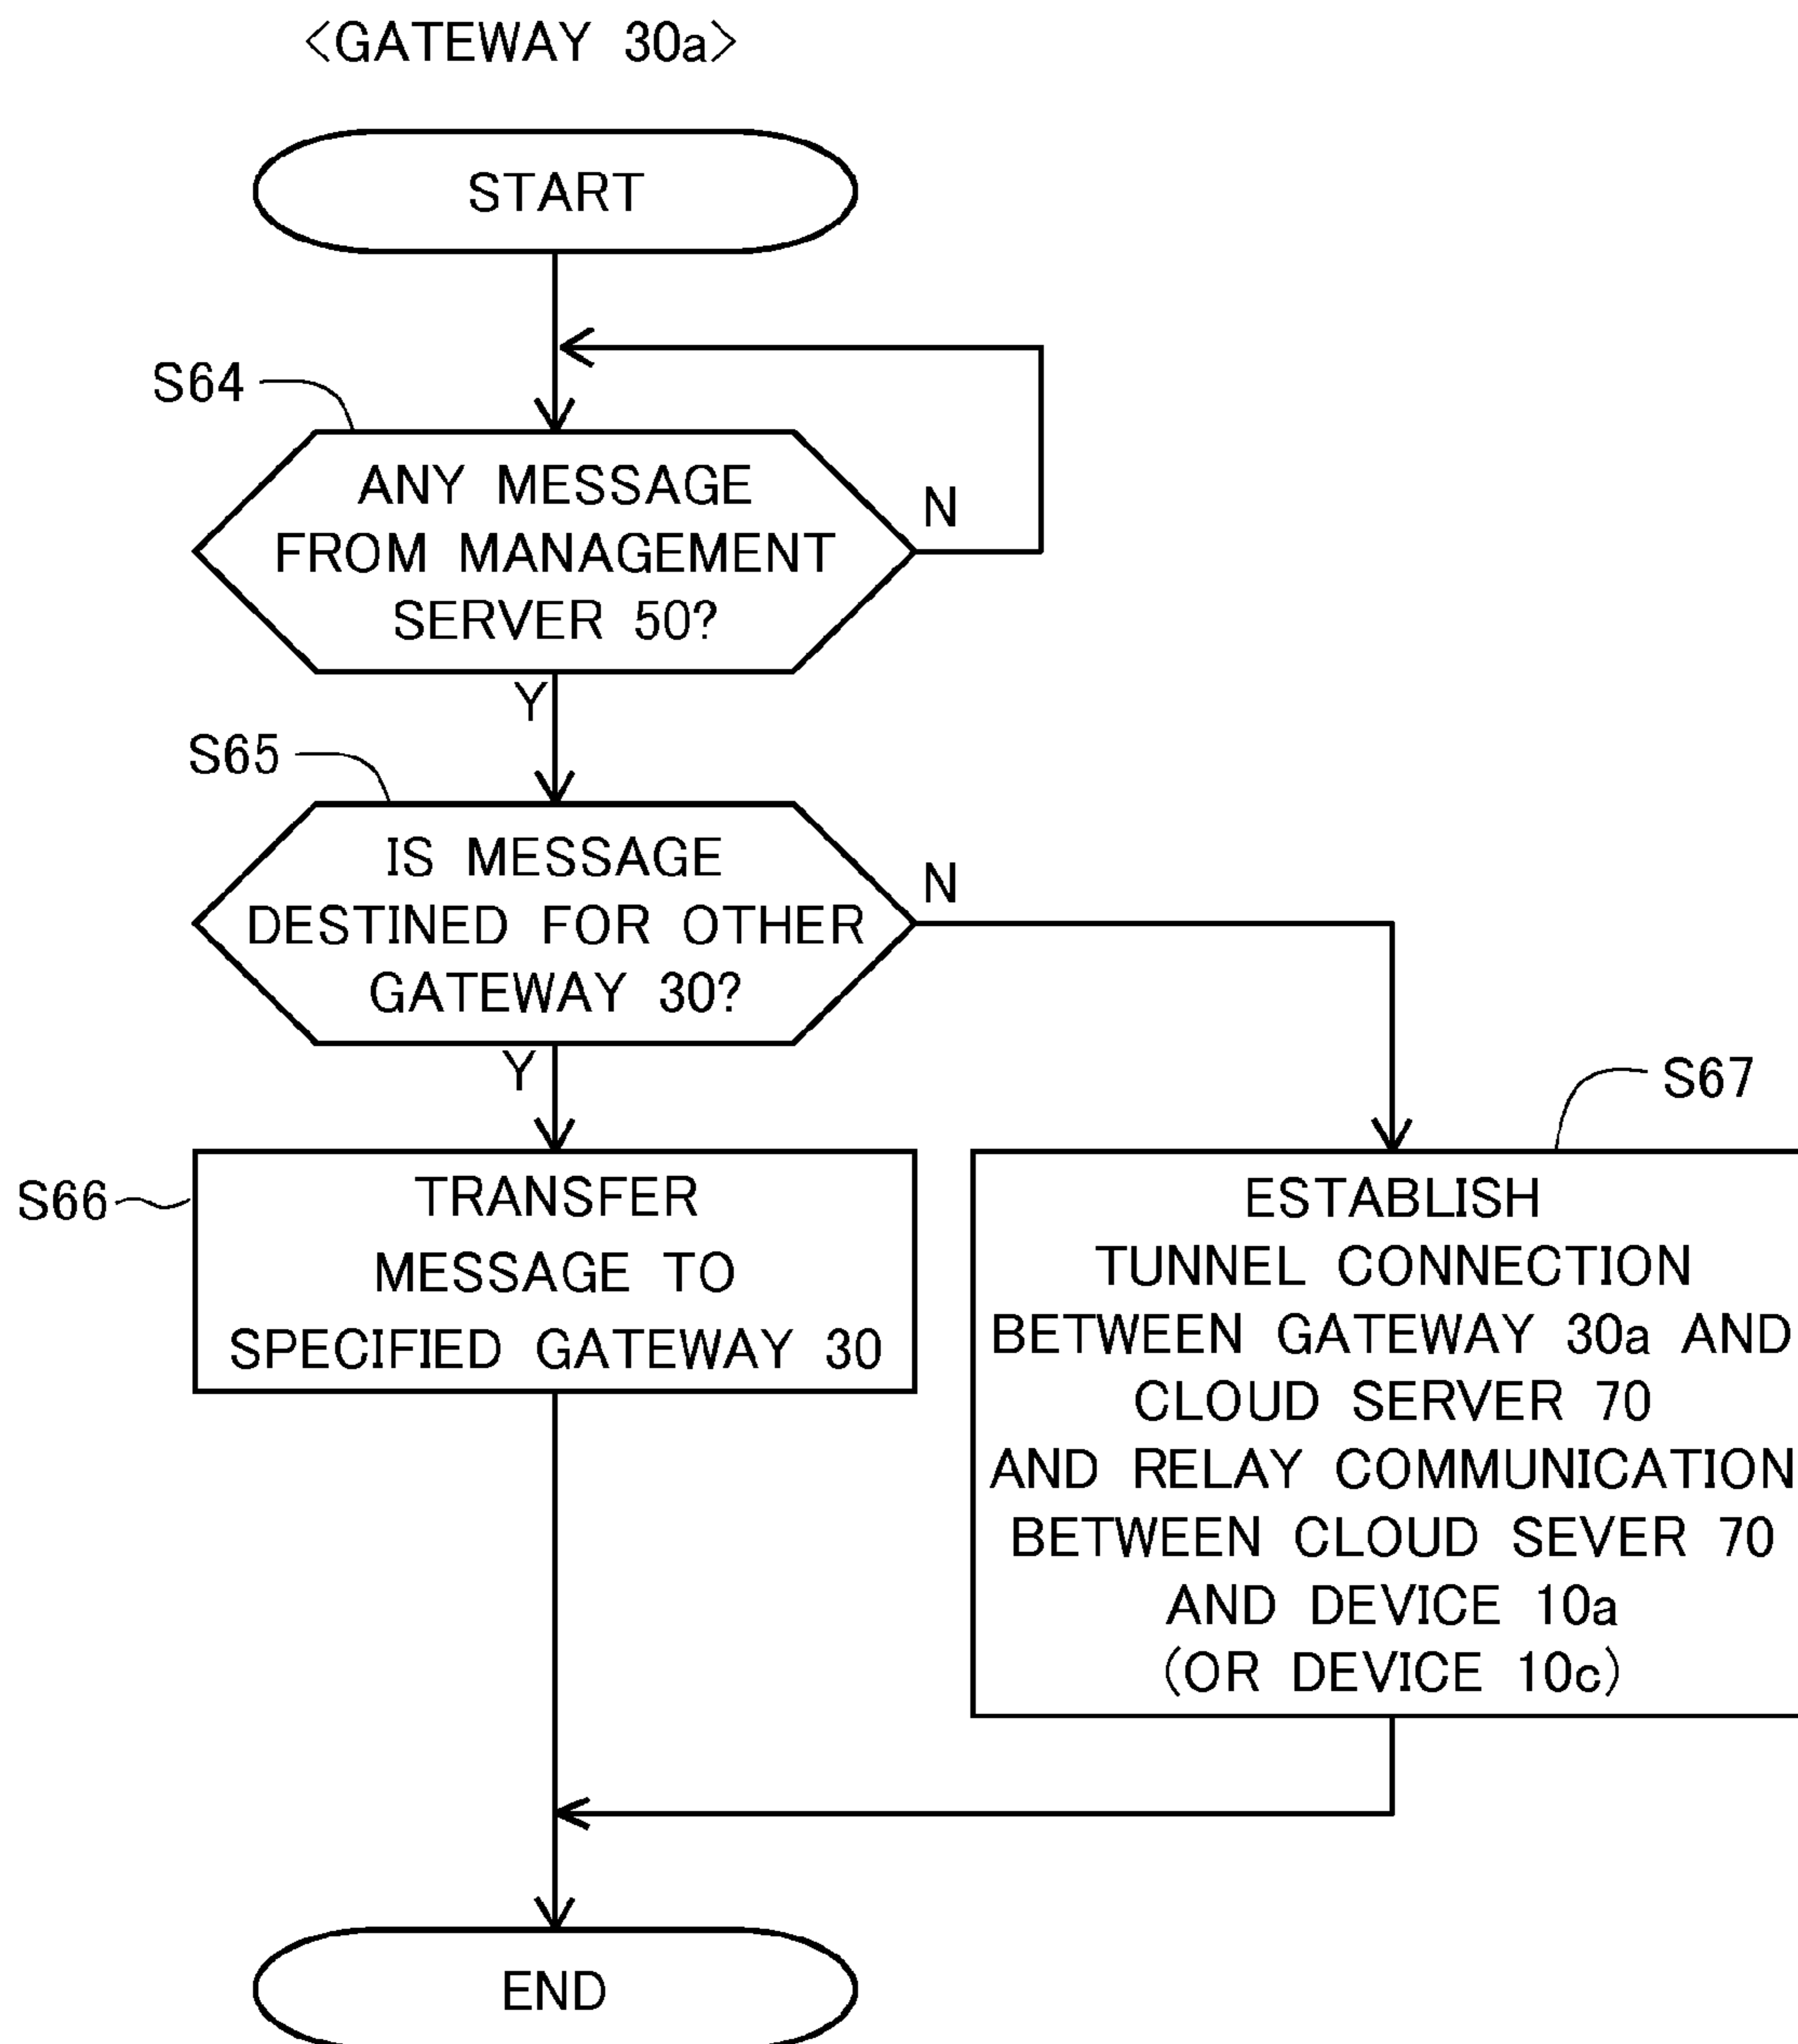 <GATEWAY 30a>
START
S64
ANY MESSAGE
FROM MANAGEMENT
SERVER 50?
N
Y
S65
IS MESSAGE
DESTINED FOR OTHER
GATEWAY 30?
N
Y
S66
TRANSFER
MESSAGE TO
SPECIFIED GATEWAY 30
S67
ESTABLISH
TUNNEL CONNECTION
BETWEEN GATEWAY 30a AND
CLOUD SERVER 70
AND RELAY COMMUNICATION
BETWEEN CLOUD SEVER 70
AND DEVICE 10a
(OR DEVICE 10c)
END